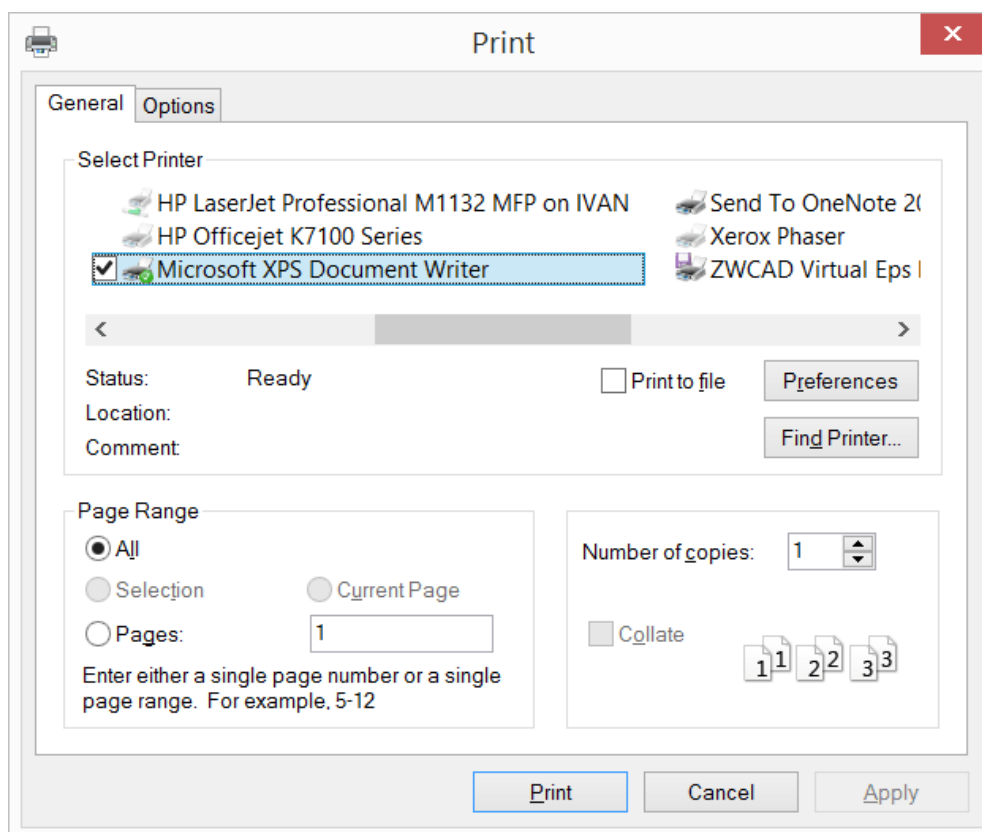 Print
General Options
Select Printer
HP LaserJet Professional M1132 MFP on IVAN Send To OneNote 20
HP Officejet K7100 Series Xerox Phaser
Microsoft XPS Document Writer ZWCAD Virtual Eps
Status: Ready Print to file Preferences
Location:
Comment: Find Printer...
Page Range
All Number of copies: 1
Selection Current Page
Pages: 1 Collate
1 1 2 2 3 3
Enter either a single page number or a single
page range. For example, 5-12
Print Cancel Apply